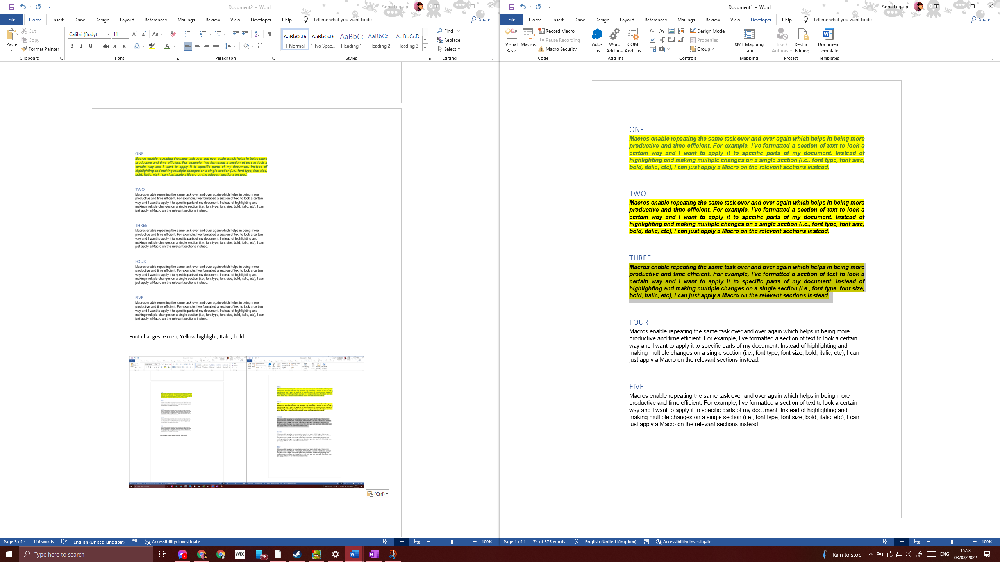 Document2 - Word
Anna Legaspi
File Home Insert Draw Design Layout References Mailings Review View Developer Help Tell me what you want to do Share
Paste
Cut
Copy
Format Painter
Clipboard
Calibri (Body) 11
Font
Paragraph
AaBbCcDc AaBbCcDc AaBbC AaBbCcD AaBbCcD
¶ Normal ¶ No Spac... Heading 1 Heading 2 Heading 3
Styles
Find
Replace
Select
Editing
ONE
Macros enable repeating the same task over and over again which helps in being more
productive and time efficient. For example, I've formatted a section of text to look a
certain way and I want to apply it to specific parts of my document. Instead of
highlighting and making multiple changes on a single section (i.e., font type, font size,
bold, italic, etc), I can just apply a Macro on the relevant sections instead.
TWO
Macros enable repeating the same task over and over again which helps in being more
productive and time efficient. For example, I've formatted a section of text to look a certain
way and I want to apply it to specific parts of my document. Instead of highlighting and
making multiple changes on a single section (i.e., font type, font size, bold, italic, etc), I can
just apply a Macro on the relevant sections instead.
THREE
Macros enable repeating the same task over and over again which helps in being more
productive and time efficient. For example, I've formatted a section of text to look a certain
way and I want to apply it to specific parts of my document. Instead of highlighting and
making multiple changes on a single section (i.e., font type, font size, bold, italic, etc), I can
just apply a Macro on the relevant sections instead.
FOUR
Macros enable repeating the same task over and over again which helps in being more
productive and time efficient. For example, I've formatted a section of text to look a certain
way and I want to apply it to specific parts of my document. Instead of highlighting and
making multiple changes on a single section (i.e., font type, font size, bold, italic, etc), I can
just apply a Macro on the relevant sections instead.
FIVE
Macros enable repeating the same task over and over again which helps in being more
productive and time efficient. For example, I've formatted a section of text to look a certain
way and I want to apply it to specific parts of my document. Instead of highlighting and
making multiple changes on a single section (i.e., font type, font size, bold, italic, etc), I can
just apply a Macro on the relevant sections instead.
Font changes: Green, Yellow highlight, Italic, bold
(Ctrl)
Page 3 of 4 116 words English (United Kingdom) Accessibility: Investigate 100%
Document1 - Word
Anna Legaspi
File Home Insert Draw Design Layout References Mailings Review View Developer Help Tell me what you want to do Share
Visual Basic
Macros
Record Macro
Pause Recording
Macro Security
Code
Add-ins
Word Add-ins
COM Add-ins
Add-ins
Aa Aa
Design Mode
Properties
Group
Controls
XML Mapping Pane
Mapping
Block Authors
Restrict Editing
Protect
Document Template
Templates
ONE
Macros enable repeating the same task over and over again which helps in being more
productive and time efficient. For example, I've formatted a section of text to look a
certain way and I want to apply it to specific parts of my document. Instead of
highlighting and making multiple changes on a single section (i.e., font type, font size,
bold, italic, etc), I can just apply a Macro on the relevant sections instead.
TWO
Macros enable repeating the same task over and over again which helps in being more
productive and time efficient. For example, I've formatted a section of text to look a
certain way and I want to apply it to specific parts of my document. Instead of
highlighting and making multiple changes on a single section (i.e., font type, font size,
bold, italic, etc), I can just apply a Macro on the relevant sections instead.
THREE
Macros enable repeating the same task over and over again which helps in being more
productive and time efficient. For example, I've formatted a section of text to look a
certain way and I want to apply it to specific parts of my document. Instead of
highlighting and making multiple changes on a single section (i.e., font type, font size,
bold, italic, etc), I can just apply a Macro on the relevant sections instead.
FOUR
Macros enable repeating the same task over and over again which helps in being more
productive and time efficient. For example, I've formatted a section of text to look a certain
way and I want to apply it to specific parts of my document. Instead of highlighting and
making multiple changes on a single section (i.e., font type, font size, bold, italic, etc), I can
just apply a Macro on the relevant sections instead.
FIVE
Macros enable repeating the same task over and over again which helps in being more
productive and time efficient. For example, I've formatted a section of text to look a certain
way and I want to apply it to specific parts of my document. Instead of highlighting and
making multiple changes on a single section (i.e., font type, font size, bold, italic, etc), I can
just apply a Macro on the relevant sections instead.
Page 1 of 1 74 of 375 words English (United Kingdom) Accessibility: Investigate 100%
Type here to search
2 WIX 26
Rain to stop ENG
15:53
03/03/2022